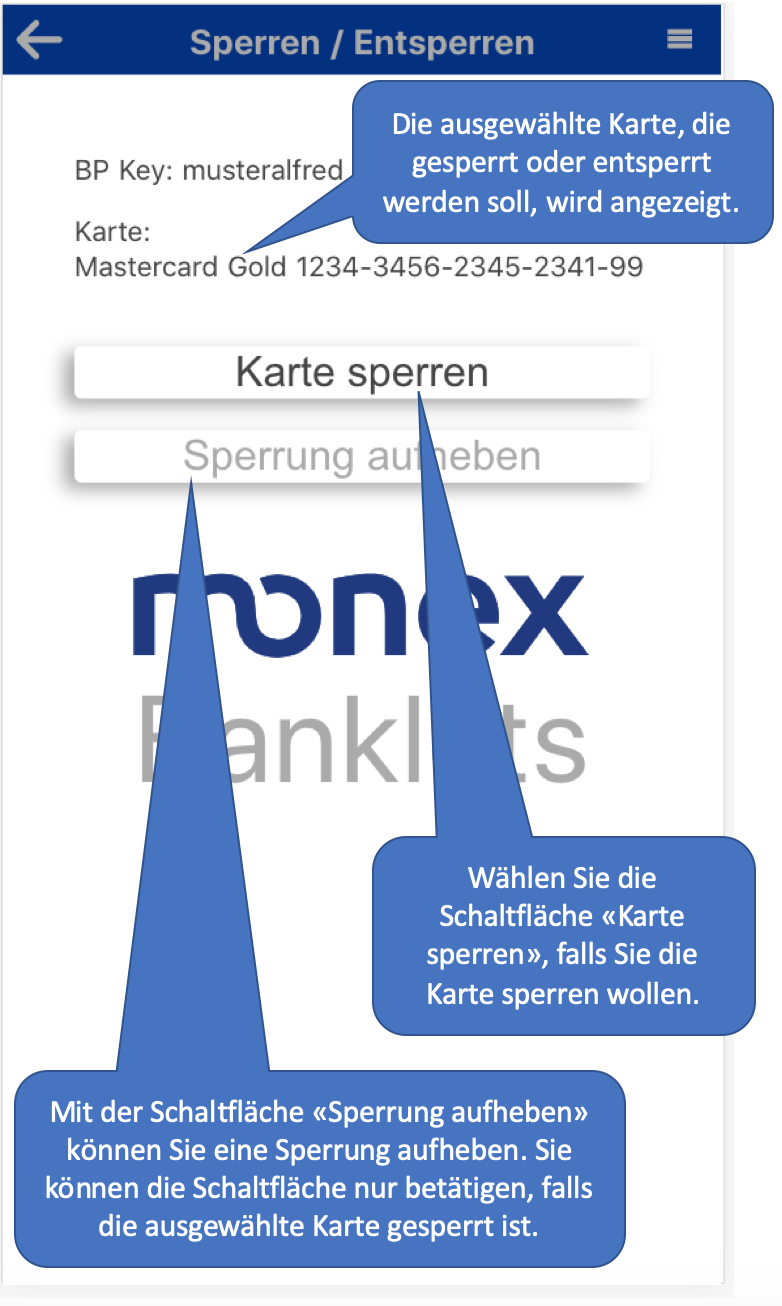 Sperren / Entsperren
Die ausgewählte Karte, die
gesperrt oder entsperrt
werden soll, wird angezeigt.
BP Key: musteralfred
Karte:
Mastercard Gold 1234-3456-2345-2341-99
Karte sperren
Sperrung aufheben
monex
Wählen Sie die
Schaltfläche «Karte
sperren», falls Sie die
Karte sperren wollen.
Mit der Schaltfläche «Sperrung aufheben»
können Sie eine Sperrung aufheben. Sie
können die Schaltfläche nur betätigen, falls
die ausgewählte Karte gesperrt ist.